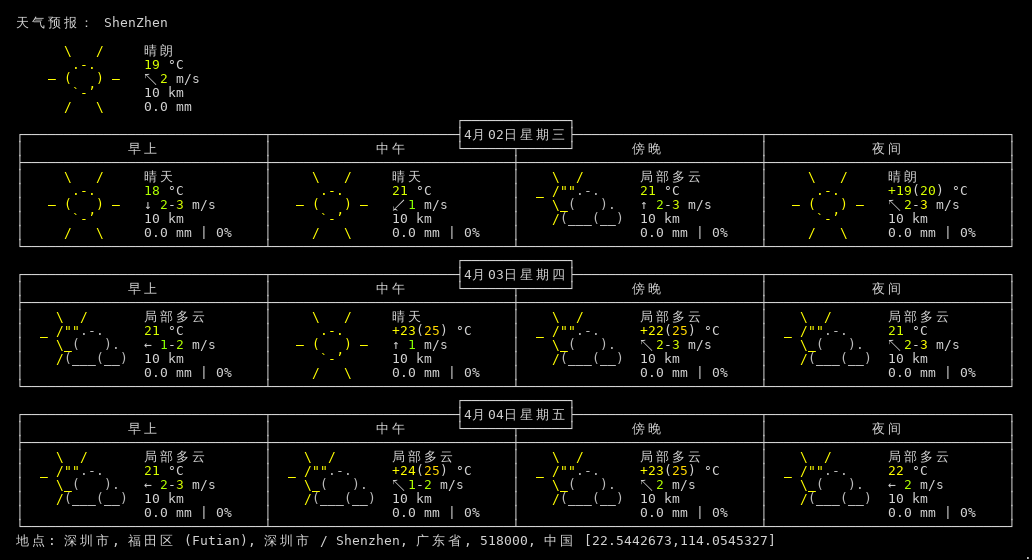 天气预报： ShenZhen
晴朗
19 °C
↖2 m/s
10 km
0.0 mm
4月02日星期三
早上 中午 傍晚 夜间
晴天 晴天 局部多云 晴朗
18 °C 21 °C 21 °C +19(20) °C
↓ 2-3 m/s ↙1 m/s ↑ 2-3 m/s ↖2-3 m/s
10 km 10 km 10 km 10 km
0.0 mm | 0% 0.0 mm | 0% 0.0 mm | 0% 0.0 mm | 0%
4月03日星期四
早上 中午 傍晚 夜间
局部多云 晴天 局部多云 局部多云
21 °C +23(25) °C +22(25) °C 21 °C
← 1-2 m/s ↑ 1 m/s ↖2-3 m/s ↖2-3 m/s
10 km 10 km 10 km 10 km
0.0 mm | 0% 0.0 mm | 0% 0.0 mm | 0% 0.0 mm | 0%
4月04日星期五
早上 中午 傍晚 夜间
局部多云 局部多云 局部多云 局部多云
21 °C +24(25) °C +23(25) °C 22 °C
← 2-3 m/s ↖1-2 m/s ↖2 m/s ← 2 m/s
10 km 10 km 10 km 10 km
0.0 mm | 0% 0.0 mm | 0% 0.0 mm | 0% 0.0 mm | 0%
地点: 深圳市, 福田区 (Futian), 深圳市 / Shenzhen, 广东省, 518000, 中国 [22.5442673,114.0545327]